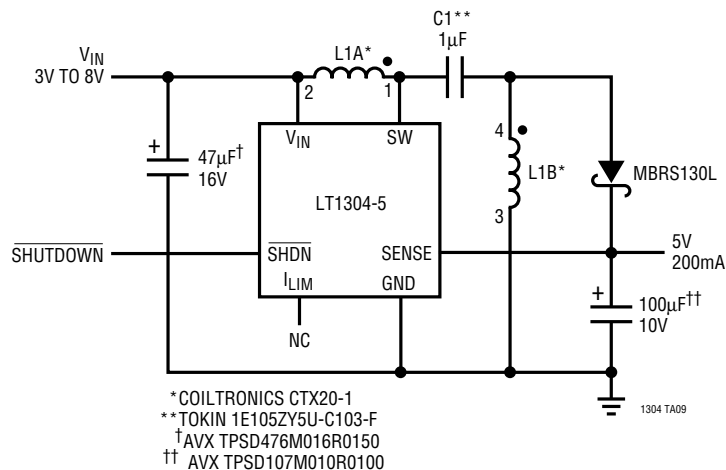 C1**
1µF
L1A*
VIN
3V TO 8V
2
1
4
3
VIN
SW
47µF†
16V
L1B*
MBRS130L
LT1304-5
SHUTDOWN
SHDN
SENSE
5V
200mA
ILIM
GND
NC
+
+
100µF††
10V
*COILTRONICS CTX20-1
**TOKIN 1E105ZY5U-C103-F
†AVX TPSD476M016R0150
†† AVX TPSD107M010R0100
1304 TA09